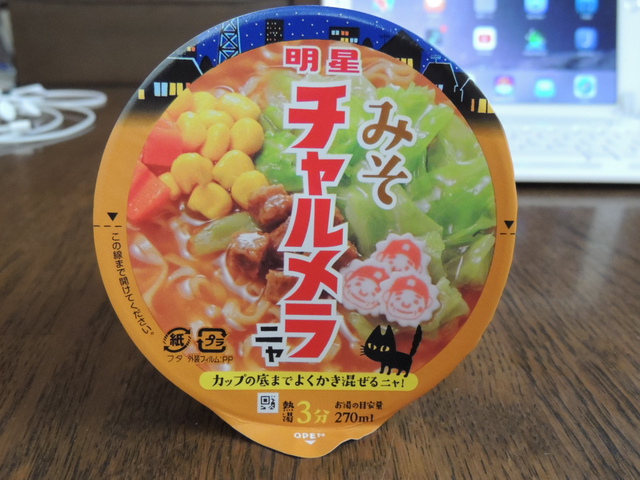 明星
みそ
チャルメラ
ニャ
この線まで開けてください。
紙
フタ
プラ
外装フィルム:PP
カップの底までよくかき混ぜるニャ!
熱湯3分
お湯の目安量
270ml
OPEN